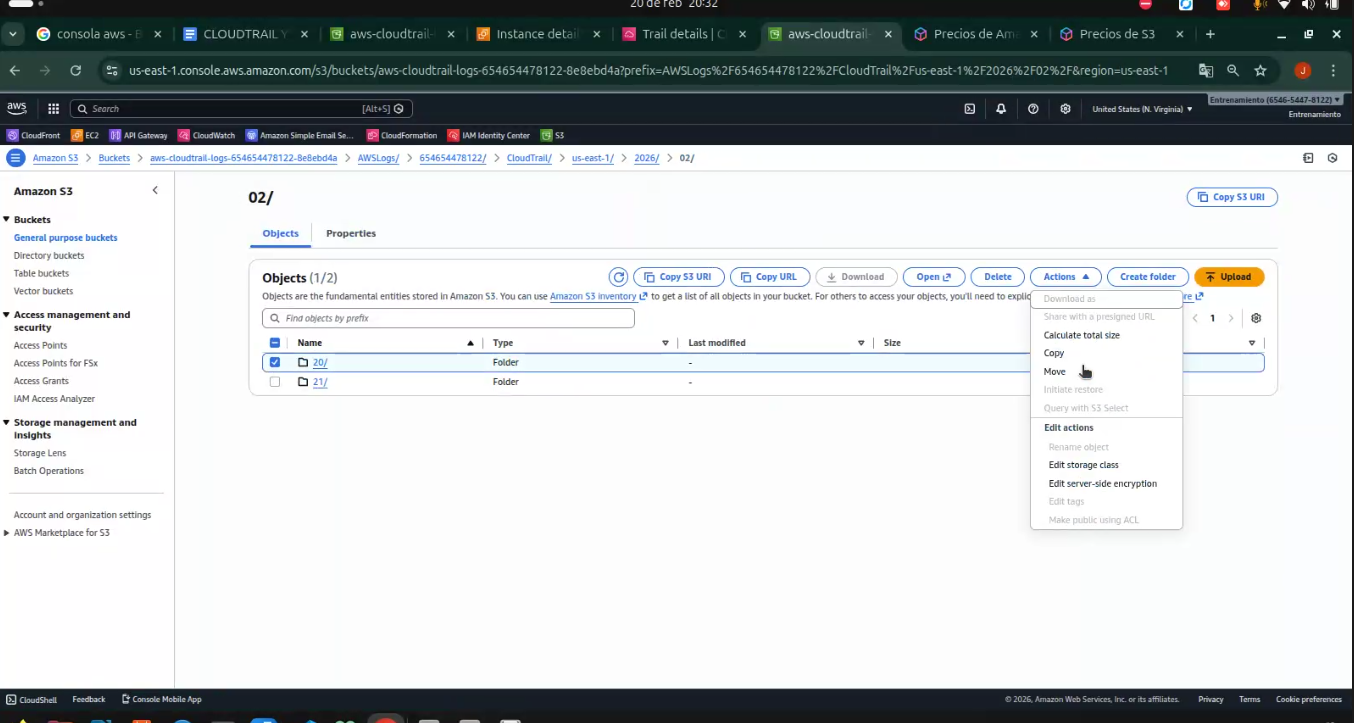 20 de feb 20:32
consola aws - B
CLOUDTRAIL Y
aws-cloudtrail-
Instance detail
Trail details | C
aws-cloudtrail-
Precios de Am
Precios de S3
us-east-1.console.aws.amazon.com/s3/buckets/aws-cloudtrail-logs-654654478122-8e8ebd4a?prefix=AWSLogs%2F654654478122%2FCloudTrail%2Fus-east-1%2F2026%2F02%2F&region=us-east-1
J
aws
Search
[Alt+S]
United States (N. Virginia)
Entrenamiento (6546-5447-8122)
Entrenamiento
CloudFront
EC2
API Gateway
CloudWatch
Amazon Simple Email Se...
CloudFormation
IAM Identity Center
S3
Amazon S3 > Buckets > aws-cloudtrail-logs-654654478122-8e8ebd4a > AWSLogs/ > 654654478122/ > CloudTrail/ > us-east-1/ > 2026/ > 02/
Amazon S3
Buckets
General purpose buckets
Directory buckets
Table buckets
Vector buckets
Access management and
security
Access Points
Access Points for FSx
Access Grants
IAM Access Analyzer
Storage management and
insights
Storage Lens
Batch Operations
Account and organization settings
AWS Marketplace for S3
02/
Copy S3 URI
Objects
Properties
Objects (1/2)
Copy S3 URI
Copy URL
Download
Open
Delete
Actions
Create folder
Upload
Objects are the fundamental entities stored in Amazon S3. You can use Amazon S3 inventory to get a list of all objects in your bucket. For others to access your objects, you'll need to
Find objects by prefix
1
Name
Type
Last modified
Size
20/
Folder
-
21/
Folder
-
Download as
Share with a presigned URL
Calculate total size
Copy
Move
Initiate restore
Query with S3 Select
Edit actions
Rename object
Edit storage class
Edit server-side encryption
Edit tags
Make public using ACL
CloudShell
Feedback
Console Mobile App
© 2026, Amazon Web Services, Inc. or its affiliates.
Privacy
Terms
Cookie preferences